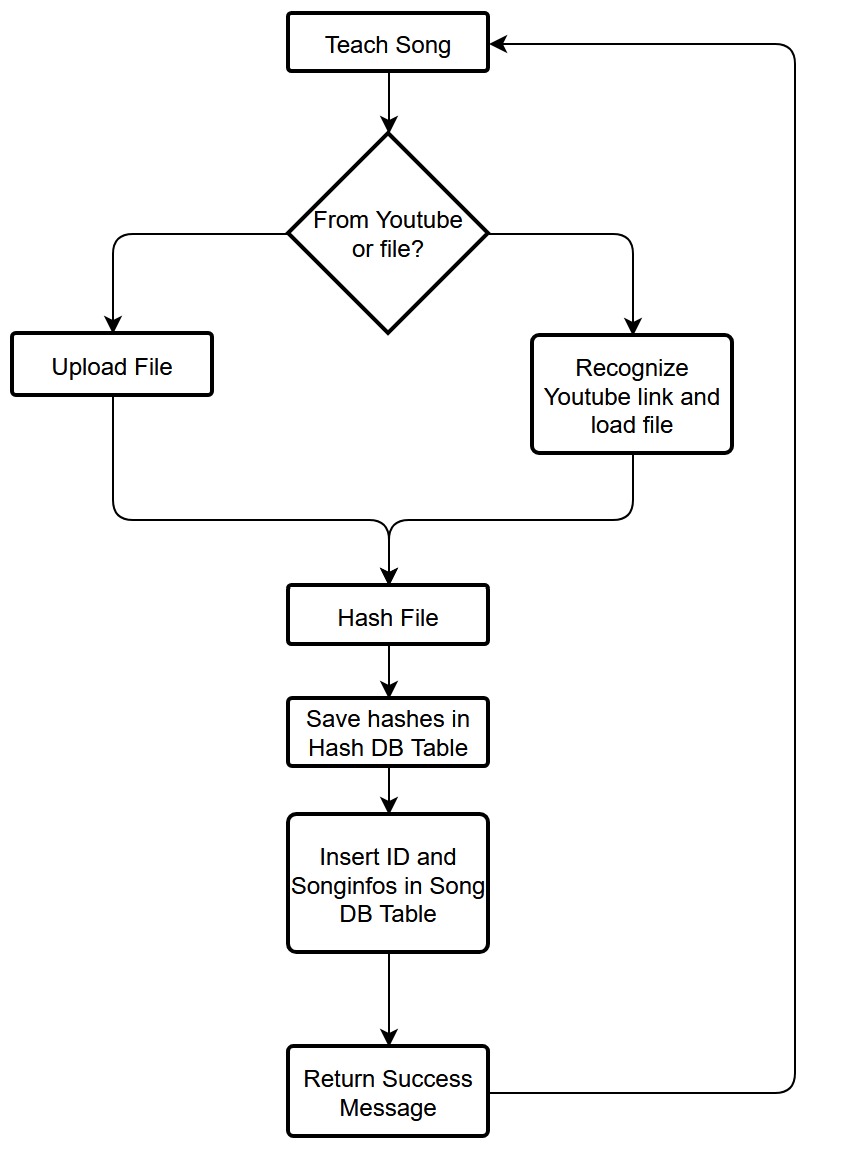 Teach Song
From Youtube
or file?
Upload File
Recognize
Youtube link and
load file
Hash File
Save hashes in
Hash DB Table
Insert ID and
Songinfos in Song
DB Table
Return Success
Message